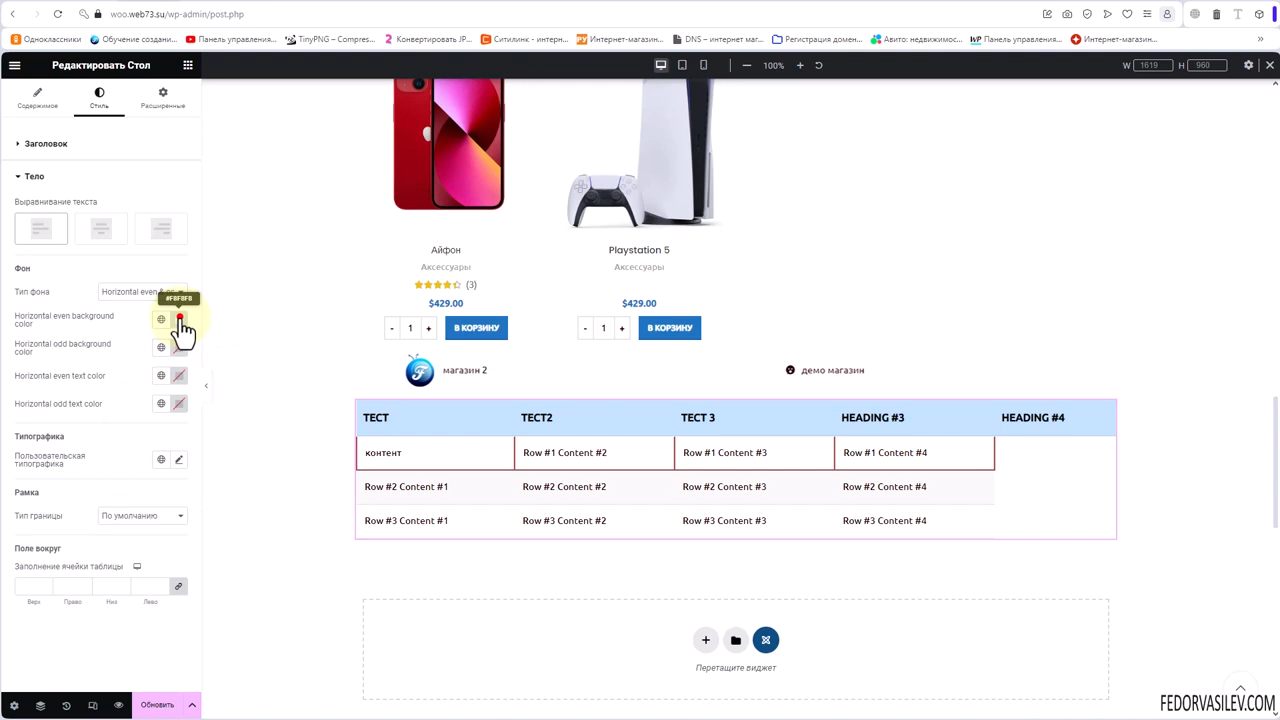 woo.web73.su/wp-admin/post.php
Одноклассники
Обучение создани...
Панель управления...
TinyPNG – Compres...
Конвертировать JP...
Ситилинк - интерн...
Интернет-магазин...
DNS – интернет маг...
Регистрация домен...
Авито: недвижимос...
Панель управления...
Интернет-магазин...
Редактировать Стол
100%
W 1619
H 960
Содержимое
Стиль
Расширенные
Заголовок
Тело
Выравнивание текста
Фон
Тип фона
#F8F8F8
Horizontal even background
color
Horizontal odd background
color
Horizontal even text color
Horizontal odd text color
Типографика
Пользовательская
типографика
Рамка
Тип границы
По умолчанию
Поле вокруг
Заполнение ячейки таблицы
Верх Право Низ Лево
Обновить
Айфон
Аксессуары
(3)
$429.00
- 1 + В КОРЗИНУ
Playstation 5
Аксессуары
$429.00
- 1 + В КОРЗИНУ
магазин 2
демо магазин
ТЕСТ ТЕСТ2 ТЕСТ 3 HEADING #3 HEADING #4
контент Row #1 Content #2 Row #1 Content #3 Row #1 Content #4
Row #2 Content #1 Row #2 Content #2 Row #2 Content #3 Row #2 Content #4
Row #3 Content #1 Row #3 Content #2 Row #3 Content #3 Row #3 Content #4
Перетащите виджет
FEDORVASILEV.COM